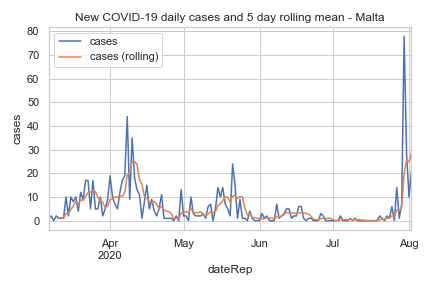 New COVID-19 daily cases and 5 day rolling mean - Malta
cases
cases (rolling)
80
70
60
50
40
30
20
10
0
cases
Apr
2020
May
Jun
Jul
Aug
dateRep